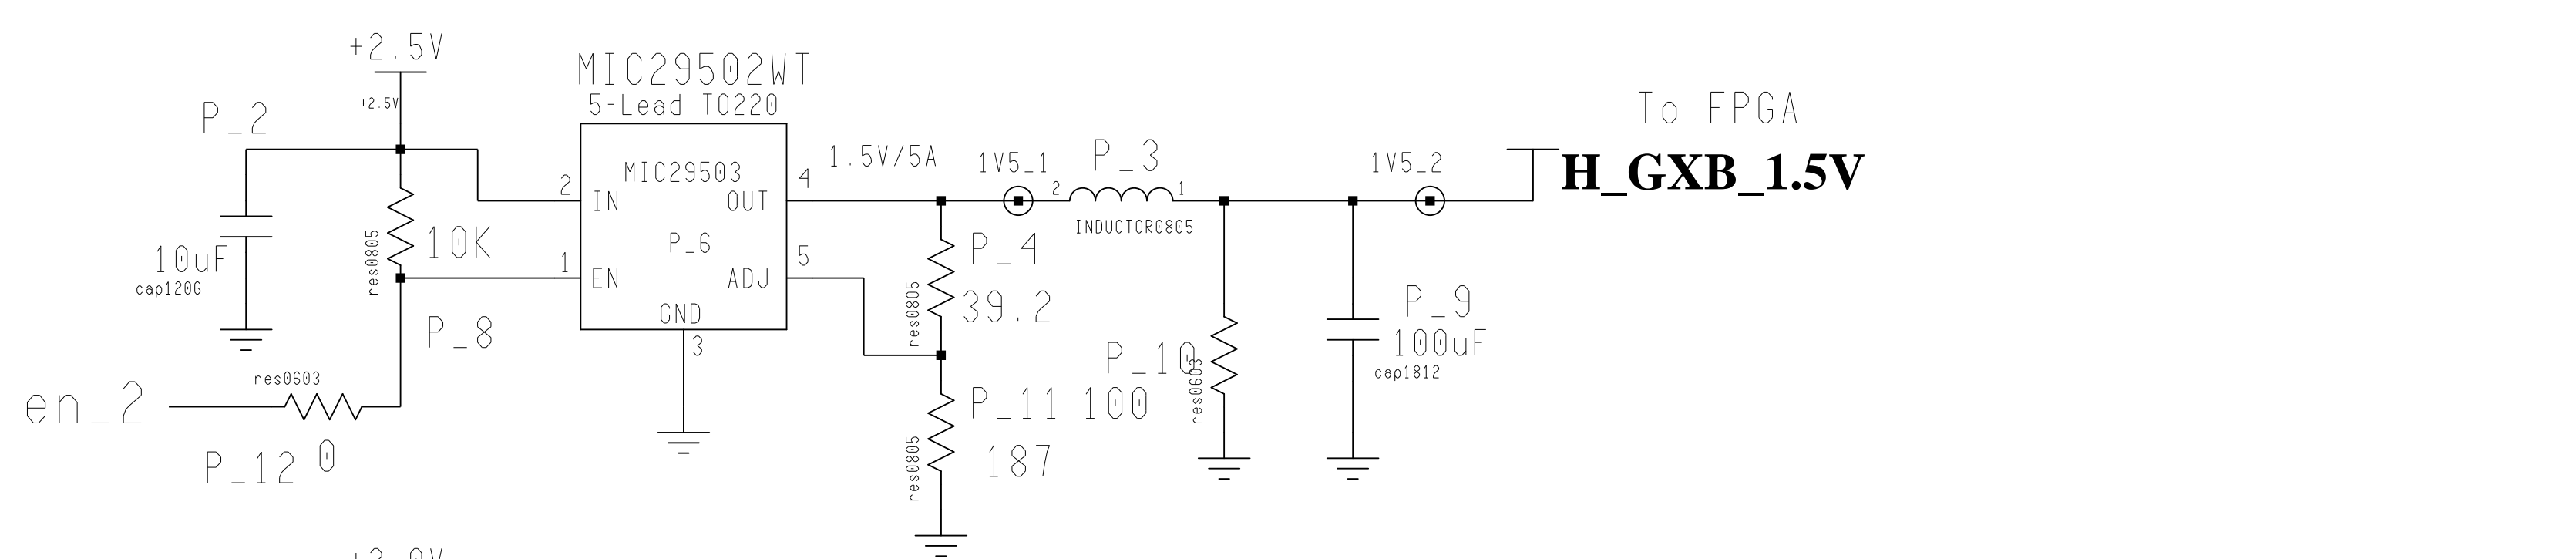 +2.5V
+2.5V
P_2
10uF
cap1206
res0805
10K
P_8
en_2
res0603
P_12
0
MIC29502WT
5-Lead TO220
MIC29503
2
IN
OUT
4
P_6
1
EN
ADJ
5
GND
3
1.5V/5A
1V5_1
P_3
2
1
INDUCTOR0805
1V5_2
To FPGA
H_GXB_1.5V
P_4
39.2
res0805
P_11
187
res0805
P_10
100
res0603
P_9
100uF
cap1812